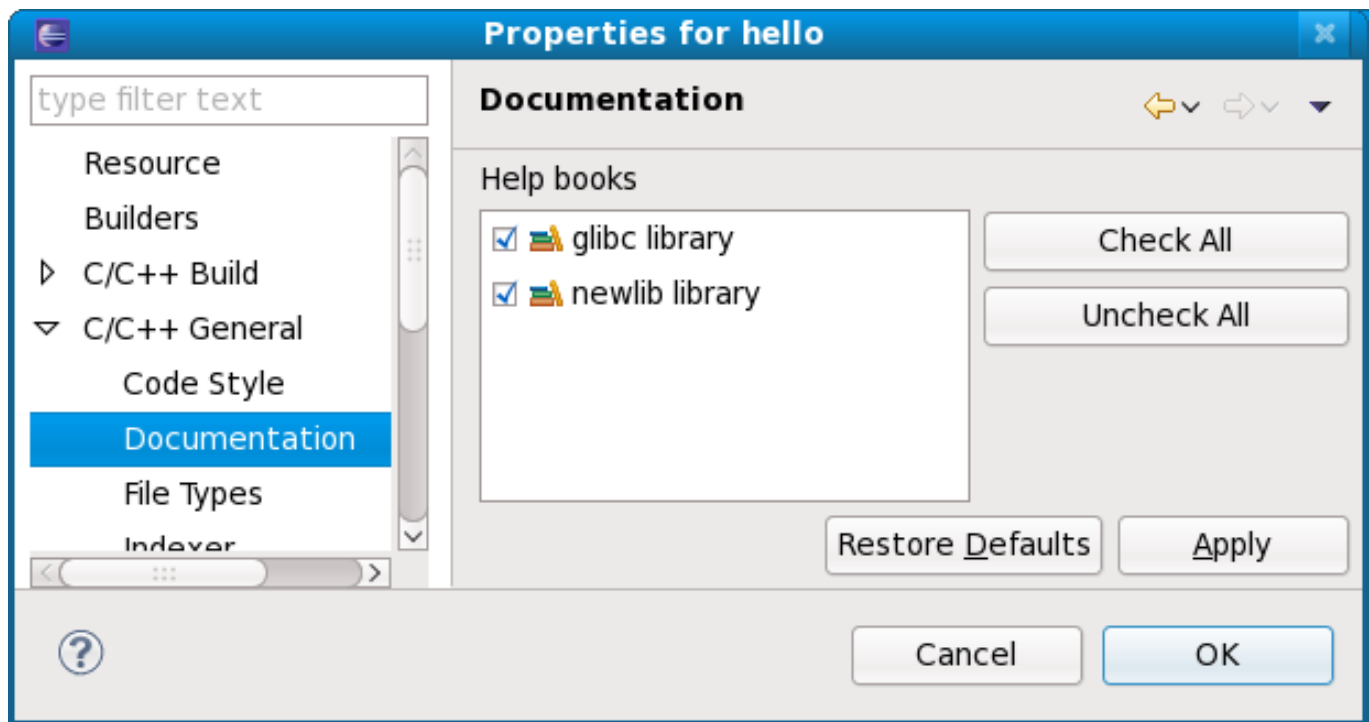 Properties for hello
type filter text
Resource
Builders
C/C++ Build
C/C++ General
Code Style
Documentation
File Types
Indexer
Documentation
Help books
glibc library
newlib library
Check All
Uncheck All
Restore Defaults
Apply
Cancel
OK